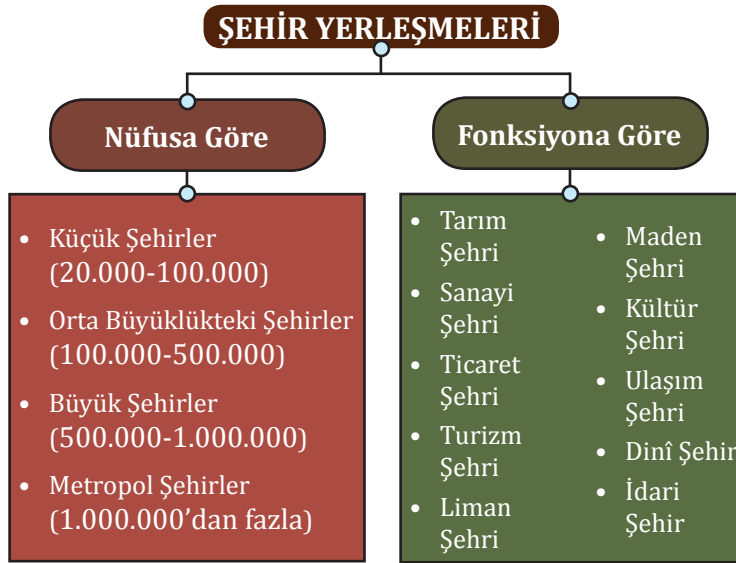 ŞEHİR YERLEŞMELERİ
Nüfusa Göre
• Küçük Şehirler
(20.000-100.000)
• Orta Büyüklükteki Şehirler
(100.000-500.000)
• Büyük Şehirler
(500.000-1.000.000)
• Metropol Şehirler
(1.000.000’dan fazla)
Fonksiyona Göre
• Tarım
Şehri
• Sanayi
Şehri
• Ticaret
Şehri
• Turizm
Şehri
• Liman
Şehri
• Maden
Şehri
• Kültür
Şehri
• Ulaşım
Şehri
• Dinî Şehir
• İdari
Şehir